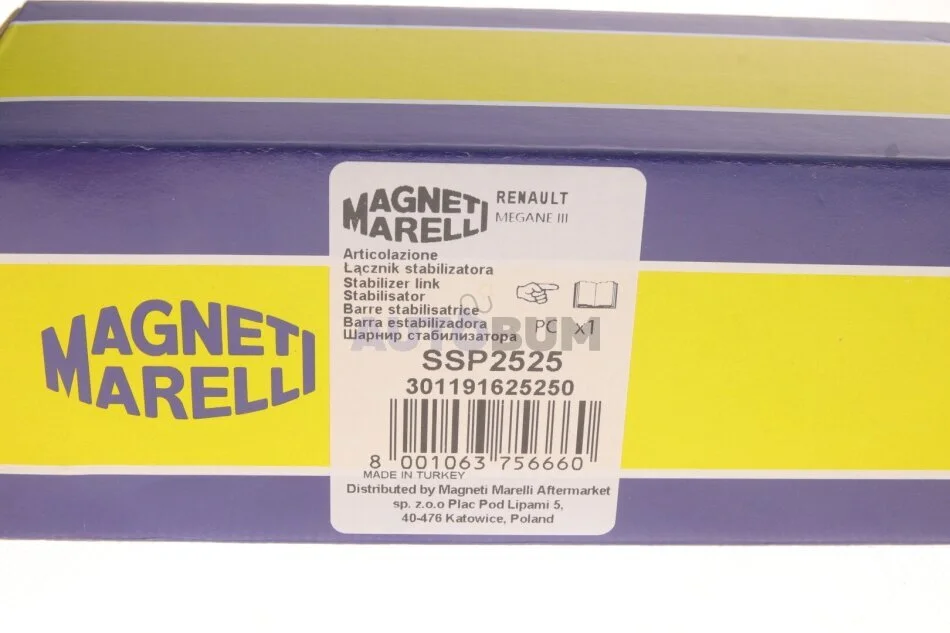 MAGNETI
MARELLI
MAGNETI
MARELLI
RENAULT
MEGANE III
Articolazione
Łącznik stabilizatora
Stabilizer link
Stabilisator
Barre stabilisatrice
Barra estabilizadora
Шарнир стабилизатора
PC x1
AUTOBUM
SSP2525
301191625250
8 001063 756660
MADE IN TURKEY
Distributed by Magneti Marelli Aftermarket
sp. z.o.o Plac Pod Lipami 5,
40-476 Katowice, Poland